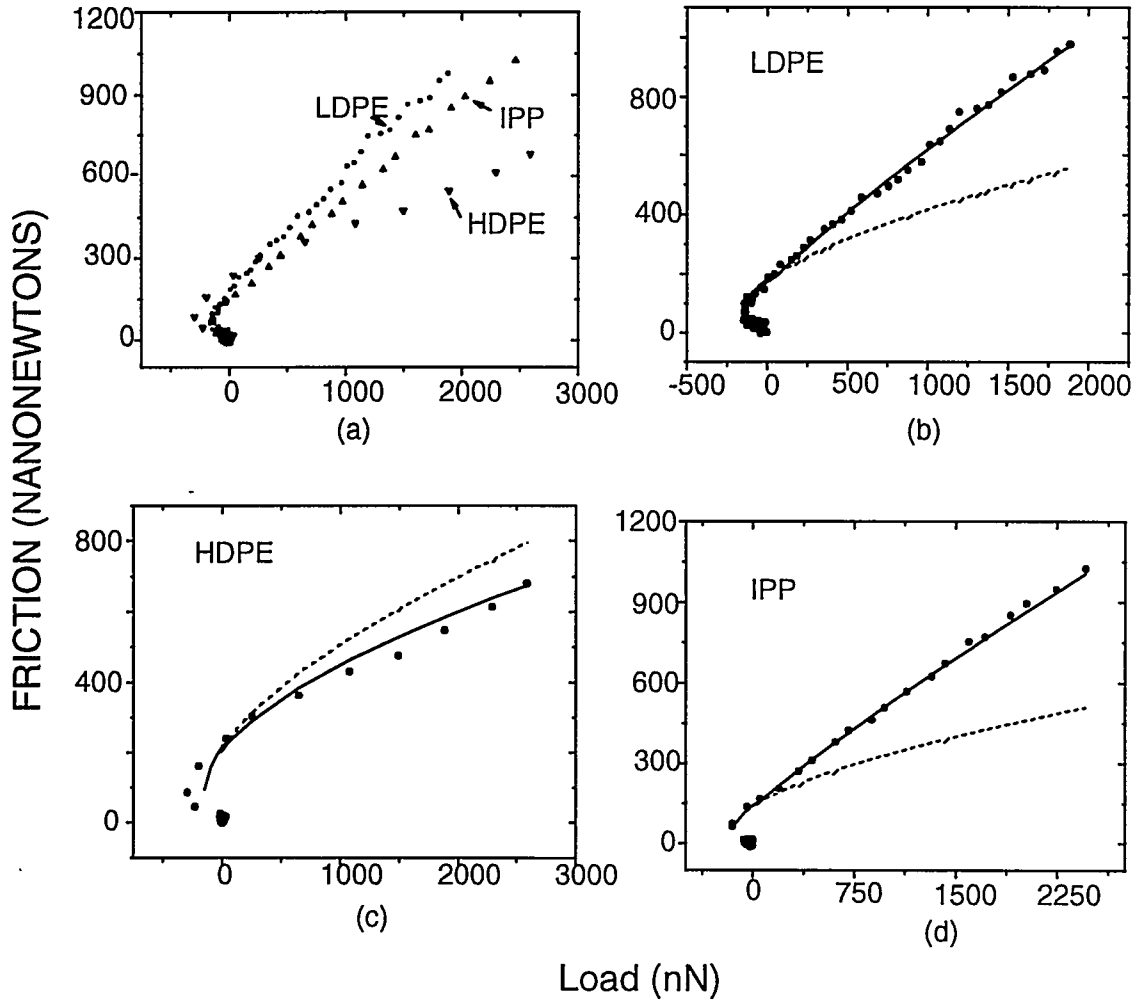 1200
900
600
300
0
LDPE
IPP
HDPE
0 1000 2000 3000
(a)
LDPE
800
400
0
-500 0 500 1000 1500 2000
(b)
FRICTION (NANONEWTONS)
HDPE
800
400
0
0 1000 2000 3000
(c)
1200
900
600
300
0
IPP
0 750 1500 2250
(d)
Load (nN)